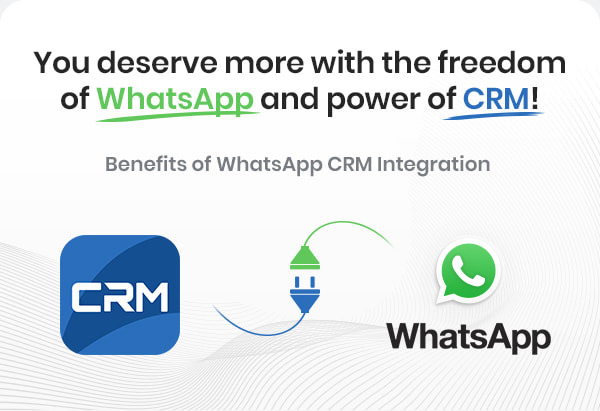 You deserve more with the freedom
of WhatsApp and power of CRM!
Benefits of WhatsApp CRM Integration
CRM
WhatsApp